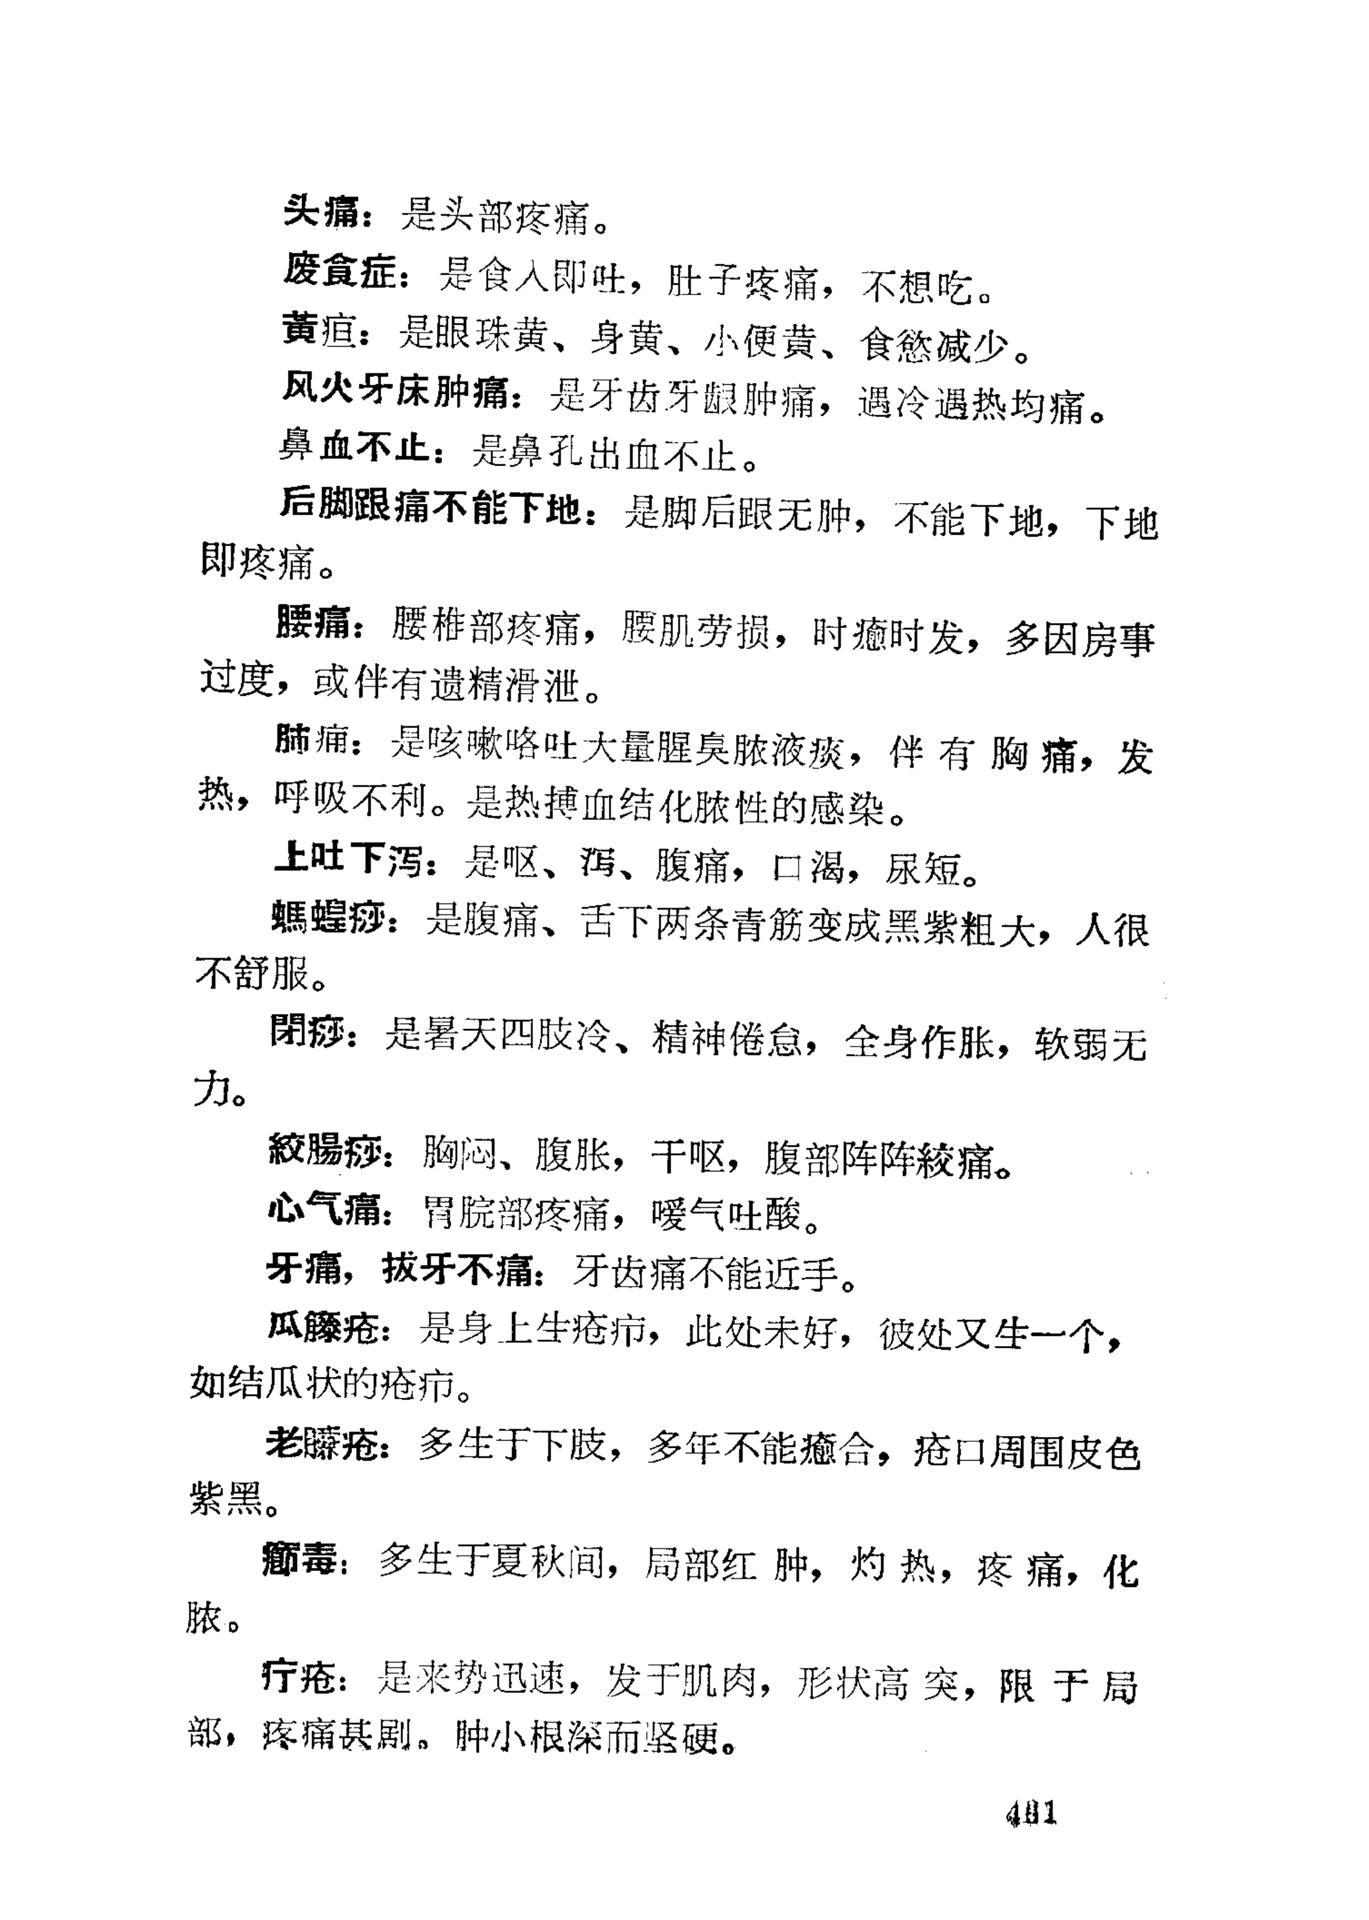 头痛：是头部疼痛。
废食症：是食入即吐，肚子疼痛，不想吃。
黄疸：是眼珠黄、身黄、小便黄、食慾减少。
风火牙床肿痛：是牙齿牙龈肿痛，遇冷遇热均痛。
鼻血不止：是鼻孔出血不止。
后脚跟痛不能下地：是脚后跟无肿，不能下地，下地
即疼痛。
腰痛：腰椎部疼痛，腰肌劳损，时癒时发，多因房事
过度，或伴有遗精滑泄。
肺痈：是咳嗽咯吐大量腥臭脓液痰，伴有胸痛，发
热，呼吸不利。是热搏血结化脓性的感染。
上吐下泻：是呕、泻、腹痛，口渴，尿短。
螞蝗痧：是腹痛、舌下两条青筋变成黑紫粗大，人很
不舒服。
閉痧：是暑天四肢冷、精神倦怠，全身作胀，软弱无
力。
絞腸痧：胸闷、腹胀，干呕，腹部阵阵絞痛。
心气痛：胃脘部疼痛，嗳气吐酸。
牙痛，拔牙不痛：牙齿痛不能近手。
瓜籐疮：是身上生疮疖，此处未好，彼处又生一个，
如结瓜状的疮疖。
老臁疮：多生于下肢，多年不能癒合，疮口周围皮色
紫黑。
癤毒：多生于夏秋间，局部红肿，灼热，疼痛，化
脓。
疔疮：是来势迅速，发于肌肉，形状高突，限于局
部，疼痛甚剧。肿小根深而坚硬。